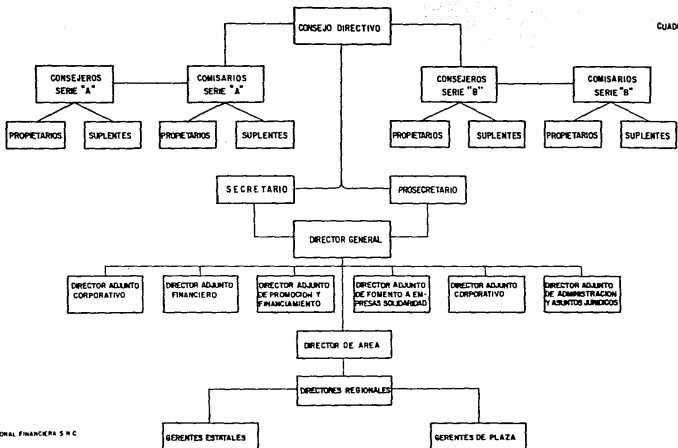 CONSEJO DIRECTIVO
CUAD
CONSEJEROS
SERIE "A"
COMISARIOS
SERIE "A"
CONSEJEROS
SERIE "B"
COMISARIOS
SERIE "B"
PROPIETARIOS
SUPLENTES
PROPIETARIOS
SUPLENTES
PROPIETARIOS
SUPLENTES
PROPIETARIOS
SUPLENTES
SECRETARIO
PROSECRETARIO
DIRECTOR GENERAL
DIRECTOR ADJUNTO
CORPORATIVO
DIRECTOR ADJUNTO
FINANCIERO
DIRECTOR ADJUNTO
DE PROMOCION Y
FINANCIAMIENTO
DIRECTOR ADJUNTO
DE FOMENTO A EM-
PRESAS SOLIDARIDAD
DIRECTOR ADJUNTO
CORPORATIVO
DIRECTOR ADJUNTO
DE ADMINISTRACION
Y ASUNTOS JURIDICOS
DIRECTOR DE AREA
DIRECTORES REGIONALES
GERENTES ESTATALES
GERENTES DE PLAZA
ONAL FINANCIERA S N C